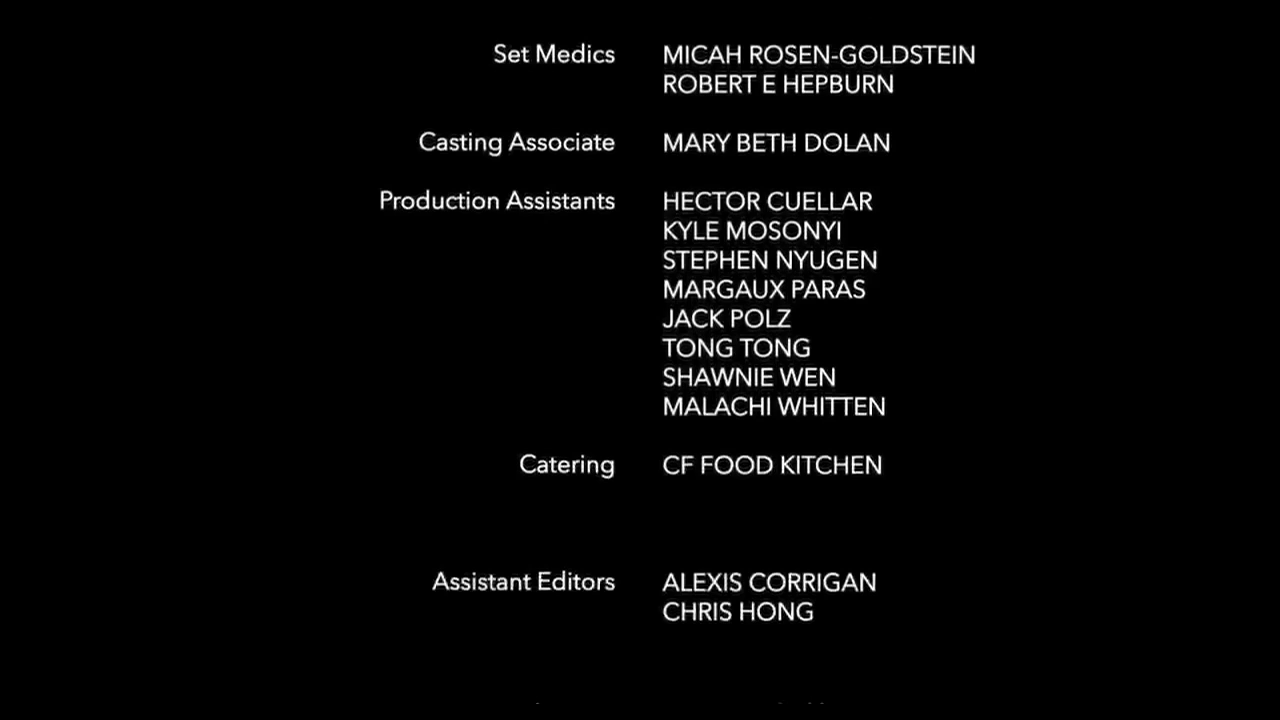 Set Medics MICAH ROSEN-GOLDSTEIN
ROBERT E HEPBURN
Casting Associate MARY BETH DOLAN
Production Assistants HECTOR CUELLAR
KYLE MOSONYI
STEPHEN NYUGEN
MARGAUX PARAS
JACK POLZ
TONG TONG
SHAWNIE WEN
MALACHI WHITTEN
Catering CF FOOD KITCHEN
Assistant Editors ALEXIS CORRIGAN
CHRIS HONG